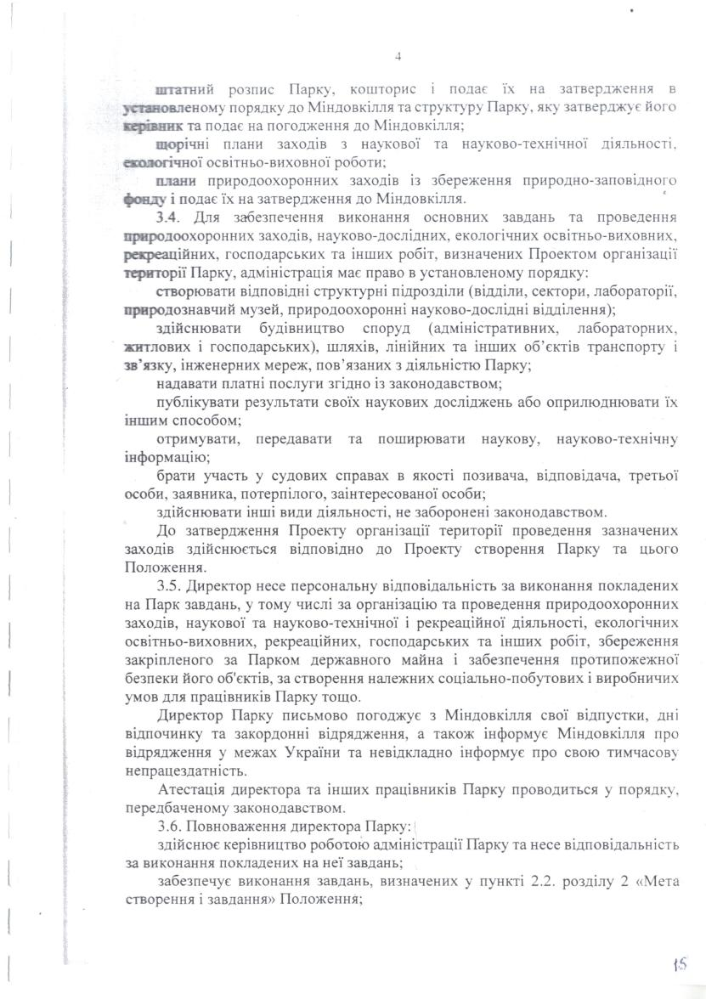 4
штатний розпис Парку, кошторис і подає їх на затвердження в
установленому порядку до Міндовкілля та структуру Парку, яку затверджує його
керівник та подає на погодження до Міндовкілля;
щорічні плани заходів з наукової та науково-технічної діяльності,
екологічної освітньо-виховної роботи;
плани природоохоронних заходів із збереження природно-заповідного
фонду і подає їх на затвердження до Міндовкілля.
3.4. Для забезпечення виконання основних завдань та проведення
природоохоронних заходів, науково-дослідних, екологічних освітньо-виховних,
рекреаційних, господарських та інших робіт, визначених Проектом організації
території Парку, адміністрація має право в установленому порядку:
створювати відповідні структурні підрозділи (відділи, сектори, лабораторії,
природознавчий музей, природоохоронні науково-дослідні відділення);
здійснювати будівництво споруд (адміністративних, лабораторних,
житлових і господарських), шляхів, лінійних та інших об’єктів транспорту і
зв’язку, інженерних мереж, пов’язаних з діяльністю Парку;
надавати платні послуги згідно із законодавством;
публікувати результати своїх наукових досліджень або оприлюднювати їх
іншим способом;
отримувати, передавати та поширювати наукову, науково-технічну
інформацію;
брати участь у судових справах в якості позивача, відповідача, третьої
особи, заявника, потерпілого, заінтересованої особи;
здійснювати інші види діяльності, не заборонені законодавством.
До затвердження Проекту організації території проведення зазначених
заходів здійснюється відповідно до Проекту створення Парку та цього
Положення.
3.5. Директор несе персональну відповідальність за виконання покладених
на Парк завдань, у тому числі за організацію та проведення природоохоронних
заходів, наукової та науково-технічної і рекреаційної діяльності, екологічних
освітньо-виховних, рекреаційних, господарських та інших робіт, збереження
закріпленого за Парком державного майна і забезпечення протипожежної
безпеки його об'єктів, за створення належних соціально-побутових і виробничих
умов для працівників Парку тощо.
Директор Парку письмово погоджує з Міндовкілля свої відпустки, дні
відпочинку та закордонні відрядження, а також інформує Міндовкілля про
відрядження у межах України та невідкладно інформує про свою тимчасову
непрацездатність.
Атестація директора та інших працівників Парку проводиться у порядку,
передбаченому законодавством.
3.6. Повноваження директора Парку:
здійснює керівництво роботою адміністрації Парку та несе відповідальність
за виконання покладених на неї завдань;
забезпечує виконання завдань, визначених у пункті 2.2. розділу 2 «Мета
створення і завдання» Положення;
15